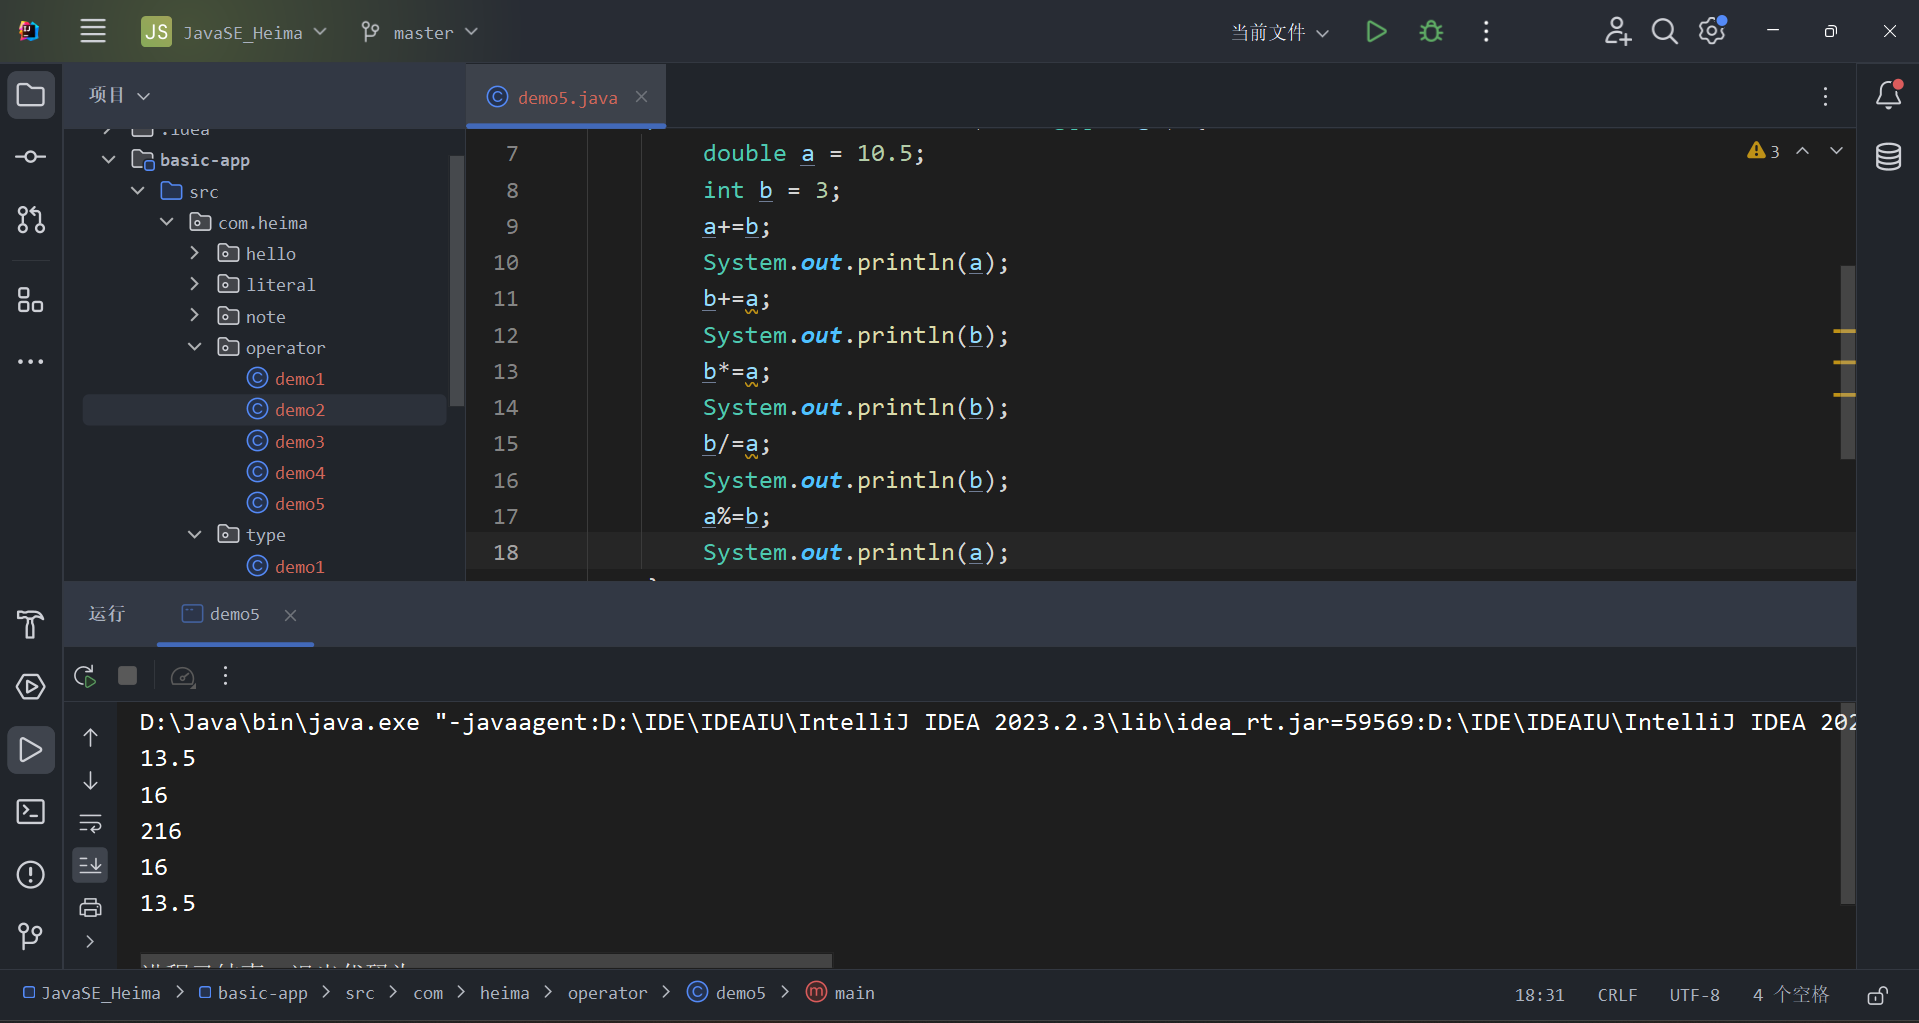 JS JavaSE_Heima master 当前文件
项目
demo5.java
.idea
basic-app
src
com.heima
hello
literal
note
operator
demo1
demo2
demo3
demo4
demo5
type
demo1
3
7 double a = 10.5;
8 int b = 3;
9 a+=b;
10 System.out.println(a);
11 b+=a;
12 System.out.println(b);
13 b*=a;
14 System.out.println(b);
15 b/=a;
16 System.out.println(b);
17 a%=b;
18 System.out.println(a);
运行 demo5
D:\Java\bin\java.exe "-javaagent:D:\IDE\IDEAIU\IntelliJ IDEA 2023.2.3\lib\idea_rt.jar=59569:D:\IDE\IDEAIU\IntelliJ IDEA 202
13.5
16
216
16
13.5
JavaSE_Heima basic-app src com heima operator demo5 main 18:31 CRLF UTF-8 4 个空格